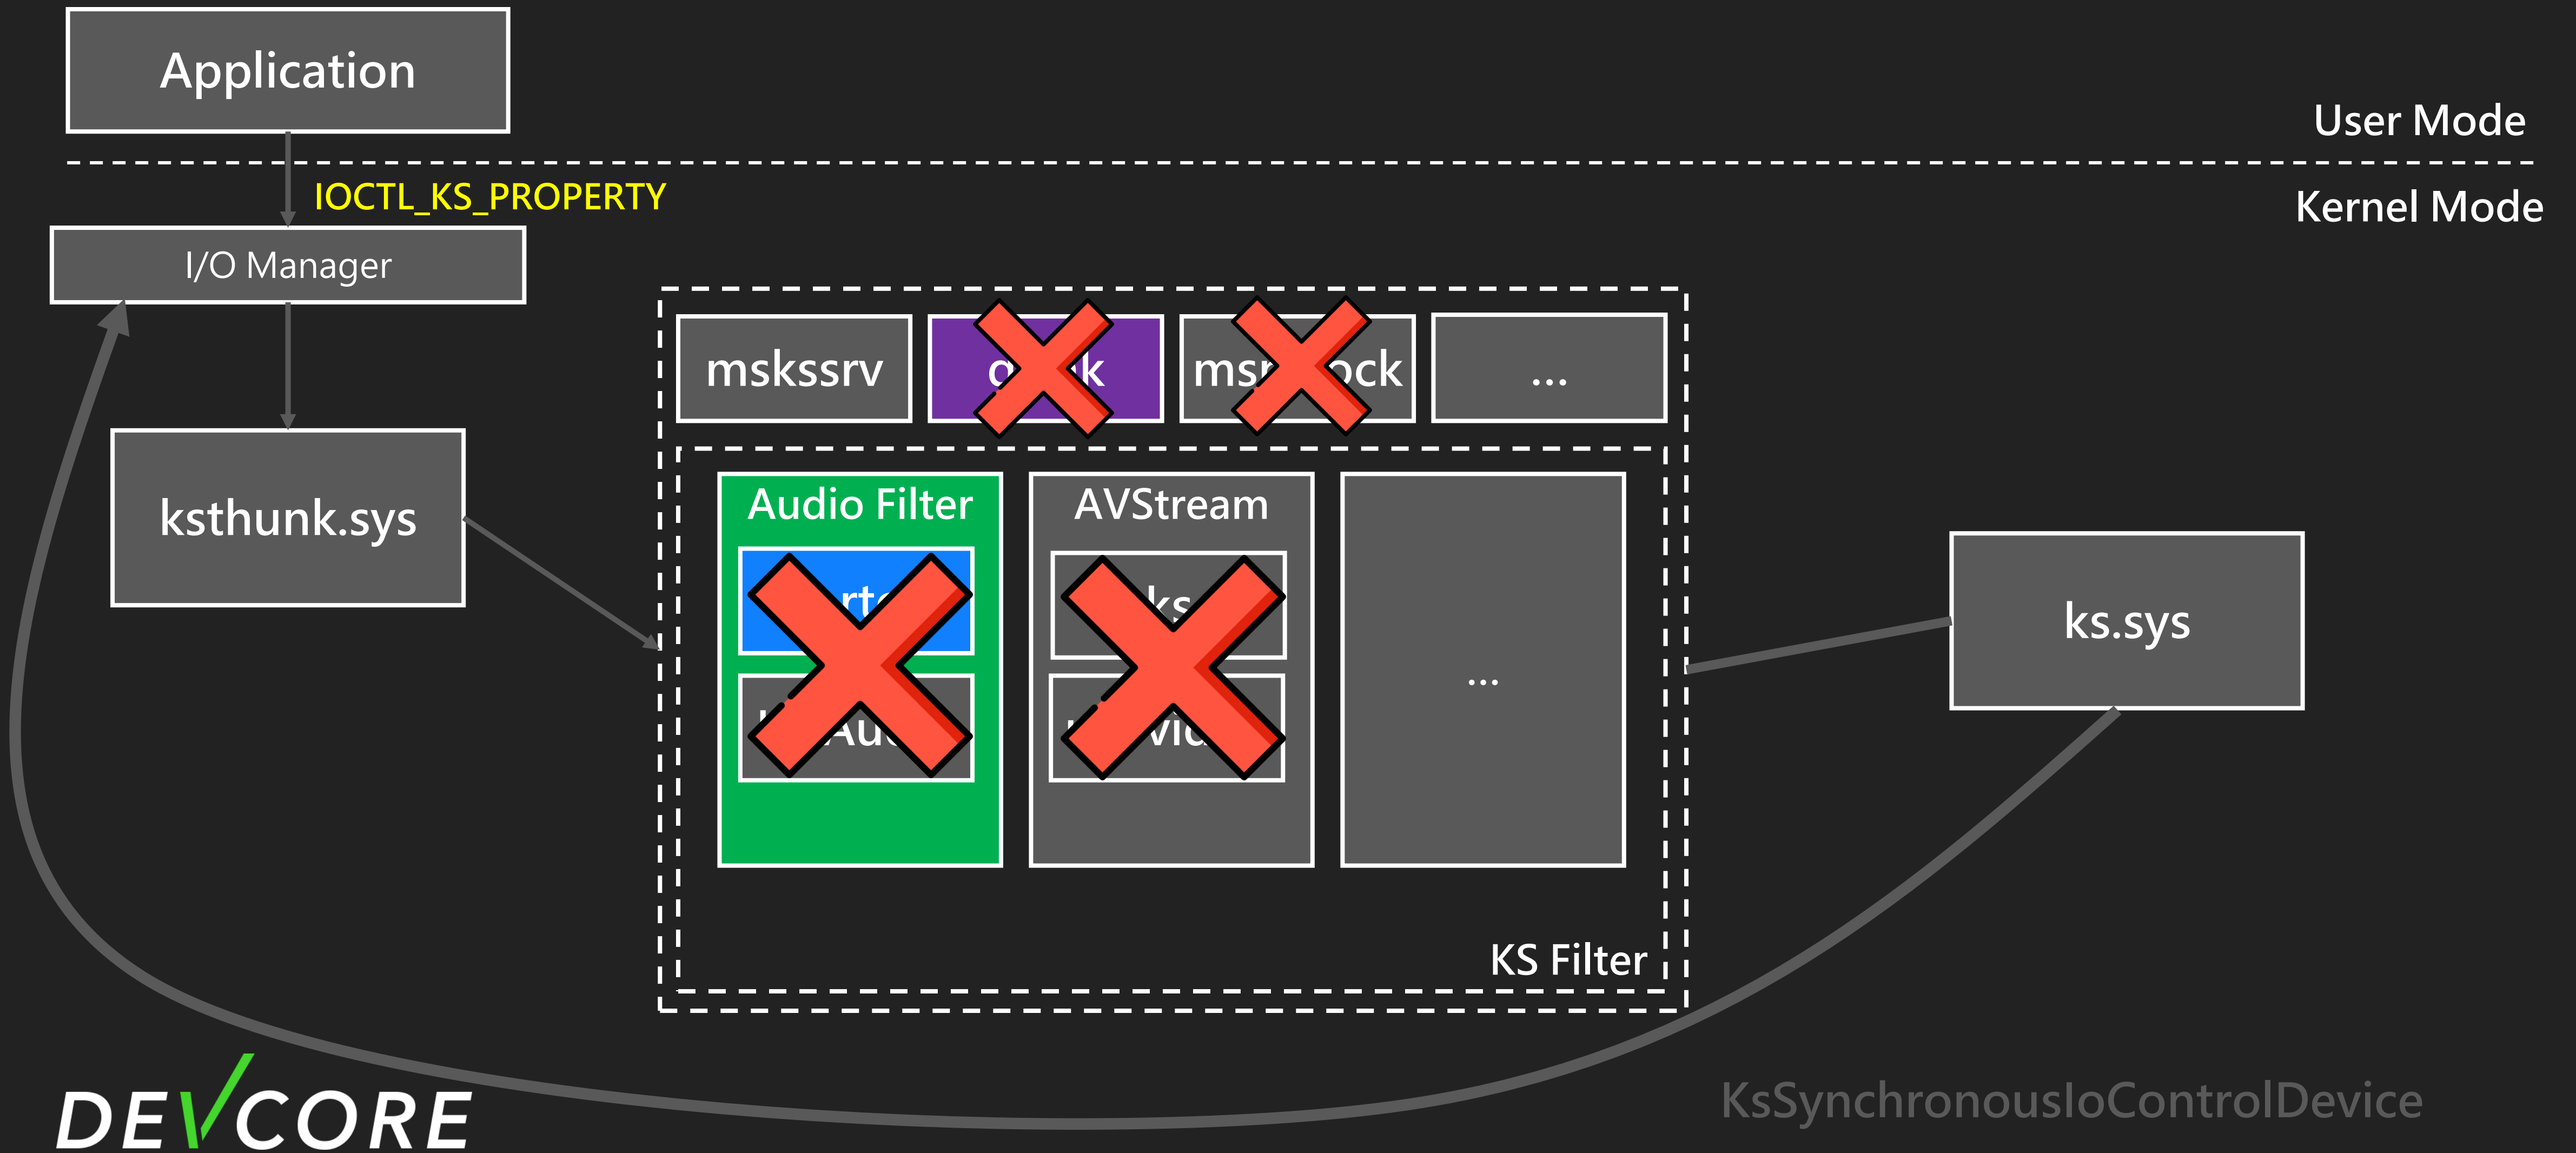 Application
User Mode
IOCTL_KS_PROPERTY
Kernel Mode
I/O Manager
mskssrv
...
ksthunk.sys
Audio Filter
AVStream
...
ks.sys
KS Filter
KsSynchronousIoControlDevice
DEVCORE